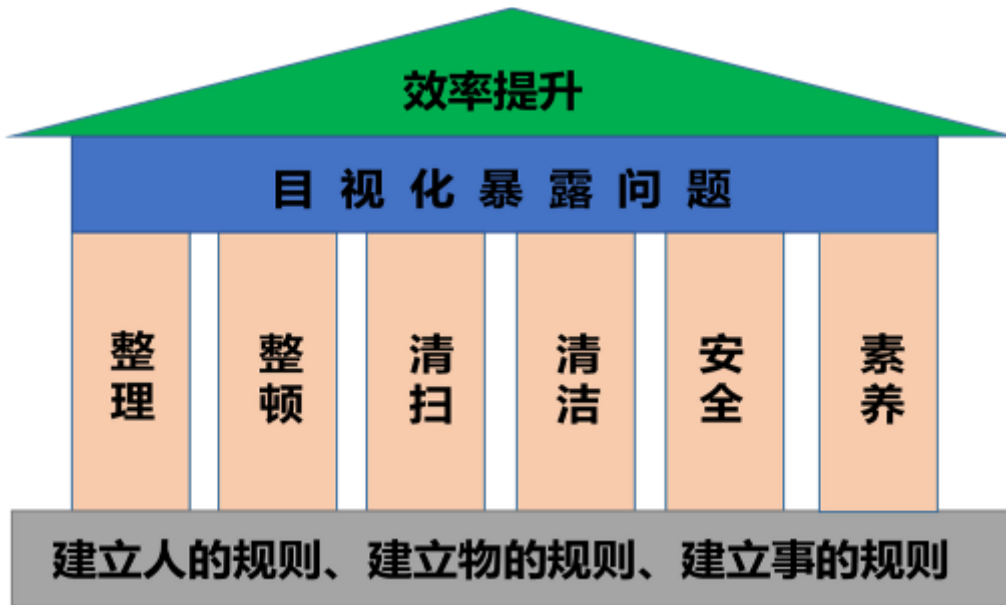 效率提升
目视化暴露问题
整理
整顿
清扫
清洁
安全
素养
建立人的规则、建立物的规则、建立事的规则